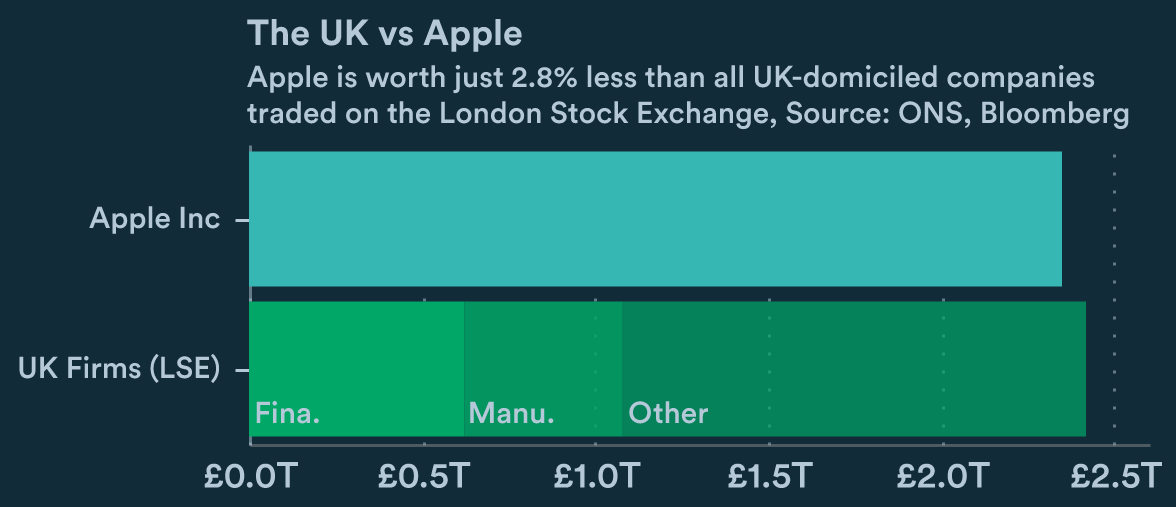 The UK vs Apple
Apple is worth just 2.8% less than all UK-domiciled companies
traded on the London Stock Exchange, Source: ONS, Bloomberg
Apple Inc
UK Firms (LSE)
Fina.
Manu.
Other
£0.0T £0.5T £1.0T £1.5T £2.0T £2.5T